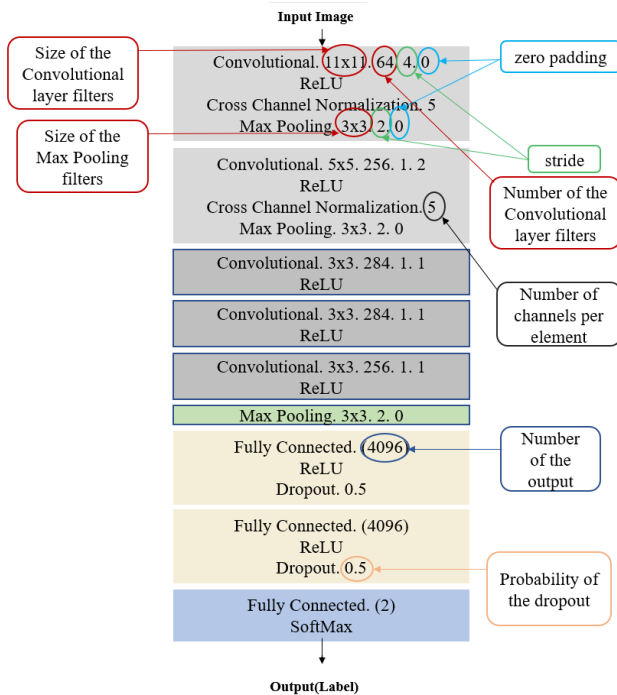 Input Image
Size of the
Convolutional
layer filters
Size of the
Max Pooling
filters
Convolutional. 11x11. 64. 4. 0
ReLU
Cross Channel Normalization. 5
Max Pooling. 3x3. 2. 0
zero padding
stride
Number of the
Convolutional
layer filters
Number of
channels per
element
Convolutional. 5x5. 256. 1. 2
ReLU
Cross Channel Normalization. 5
Max Pooling. 3x3. 2. 0
Convolutional. 3x3. 284. 1. 1
ReLU
Convolutional. 3x3. 284. 1. 1
ReLU
Convolutional. 3x3. 256. 1. 1
ReLU
Max Pooling. 3x3. 2. 0
Fully Connected. (4096)
ReLU
Dropout. 0.5
Number
of the
output
Fully Connected. (4096)
ReLU
Dropout. 0.5
Probability of
the dropout
Fully Connected. (2)
SoftMax
Output(Label)